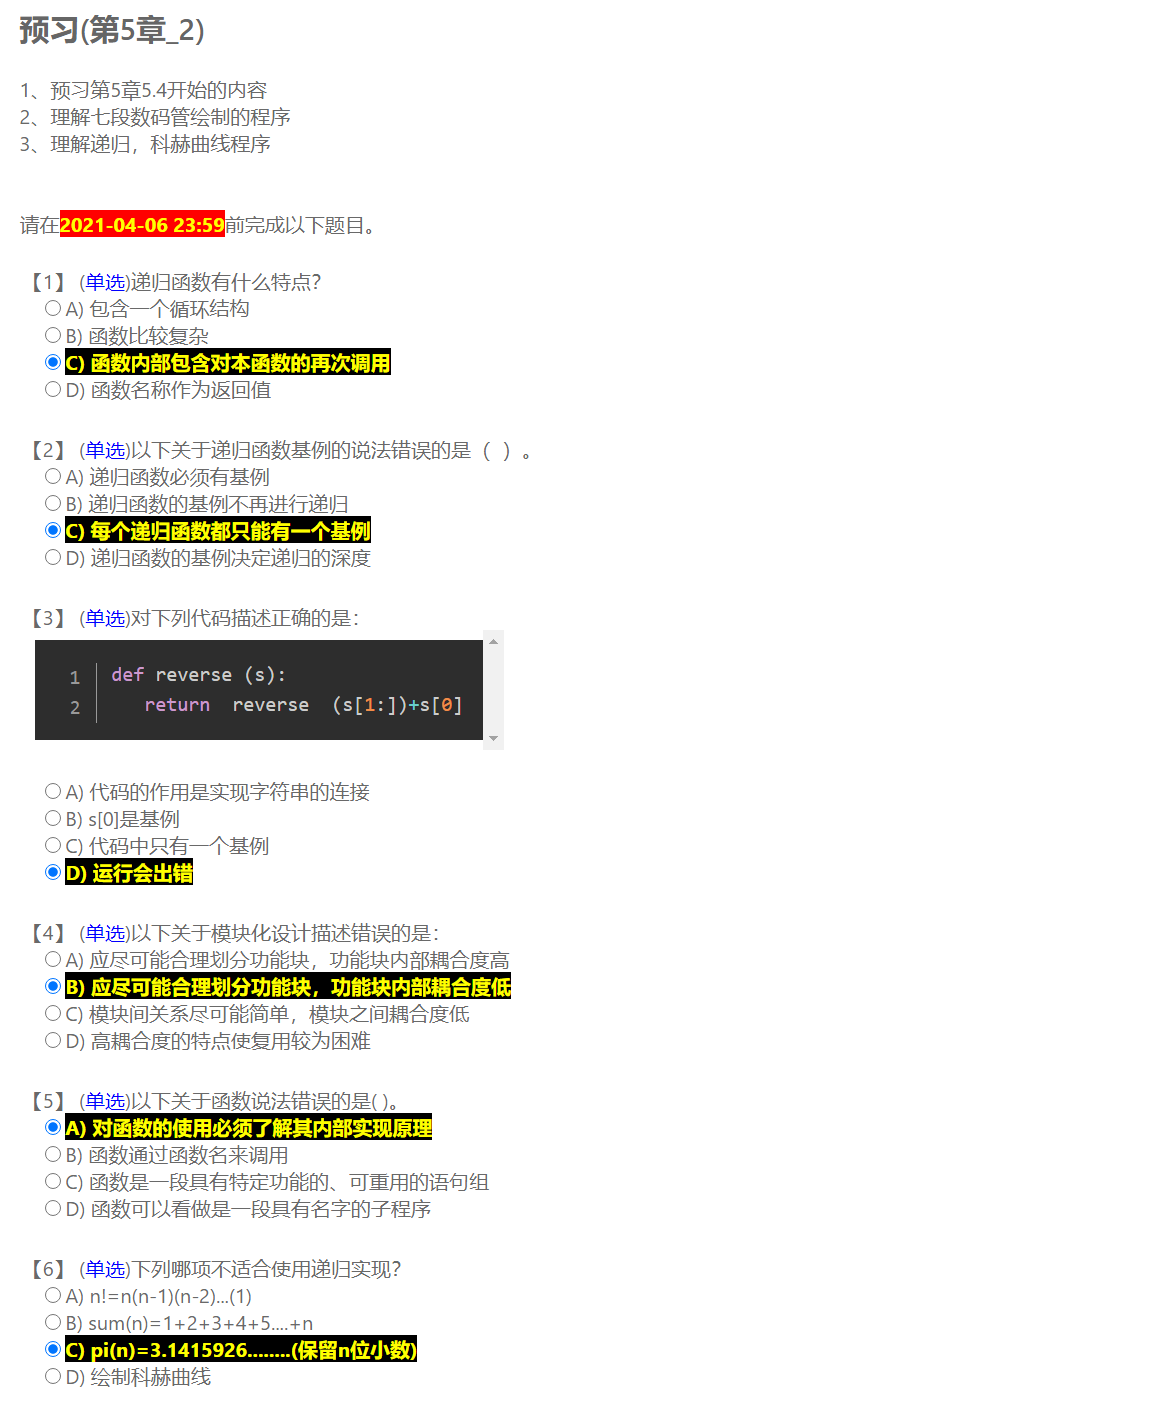 预习(第5章_2)
1、预习第5章5.4开始的内容
2、理解七段数码管绘制的程序
3、理解递归，科赫曲线程序
请在2021-04-06 23:59前完成以下题目。
【1】 (单选)递归函数有什么特点？
A) 包含一个循环结构
B) 函数比较复杂
C) 函数内部包含对本函数的再次调用
D) 函数名称作为返回值
【2】 (单选)以下关于递归函数基例的说法错误的是（ ）。
A) 递归函数必须有基例
B) 递归函数的基例不再进行递归
C) 每个递归函数都只能有一个基例
D) 递归函数的基例决定递归的深度
【3】 (单选)对下列代码描述正确的是：
1 def reverse (s):
2 return reverse (s[1:])+s[0]
A) 代码的作用是实现字符串的连接
B) s[0]是基例
C) 代码中只有一个基例
D) 运行会出错
【4】 (单选)以下关于模块化设计描述错误的是：
A) 应尽可能合理划分功能块，功能块内部耦合度高
B) 应尽可能合理划分功能块，功能块内部耦合度低
C) 模块间关系尽可能简单，模块之间耦合度低
D) 高耦合度的特点使复用较为困难
【5】 (单选)以下关于函数说法错误的是( )。
A) 对函数的使用必须了解其内部实现原理
B) 函数通过函数名来调用
C) 函数是一段具有特定功能的、可重用的语句组
D) 函数可以看做是一段具有名字的子程序
【6】 (单选)下列哪项不适合使用递归实现？
A) n!=n(n-1)(n-2)...(1)
B) sum(n)=1+2+3+4+5....+n
C) pi(n)=3.1415926........(保留n位小数)
D) 绘制科赫曲线